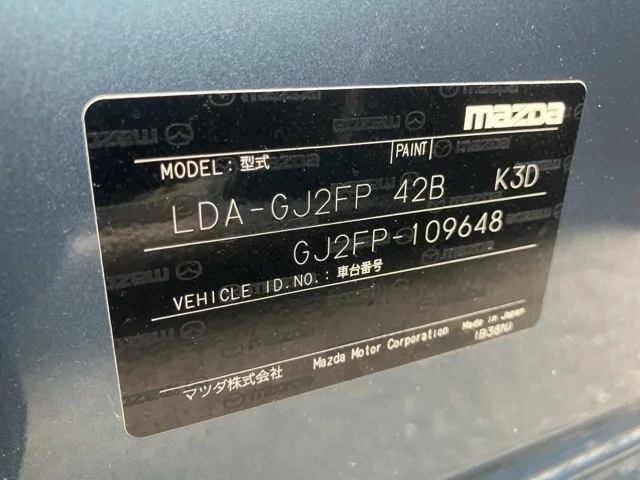 mazda
MODEL:型式 PAINT
LDA-GJ2FP 42B K3D
GJ2FP-109648
VEHICLE ID.NO.:車台番号
マツダ株式会社 Mazda Motor Corporation Made in Japan
(B38N)